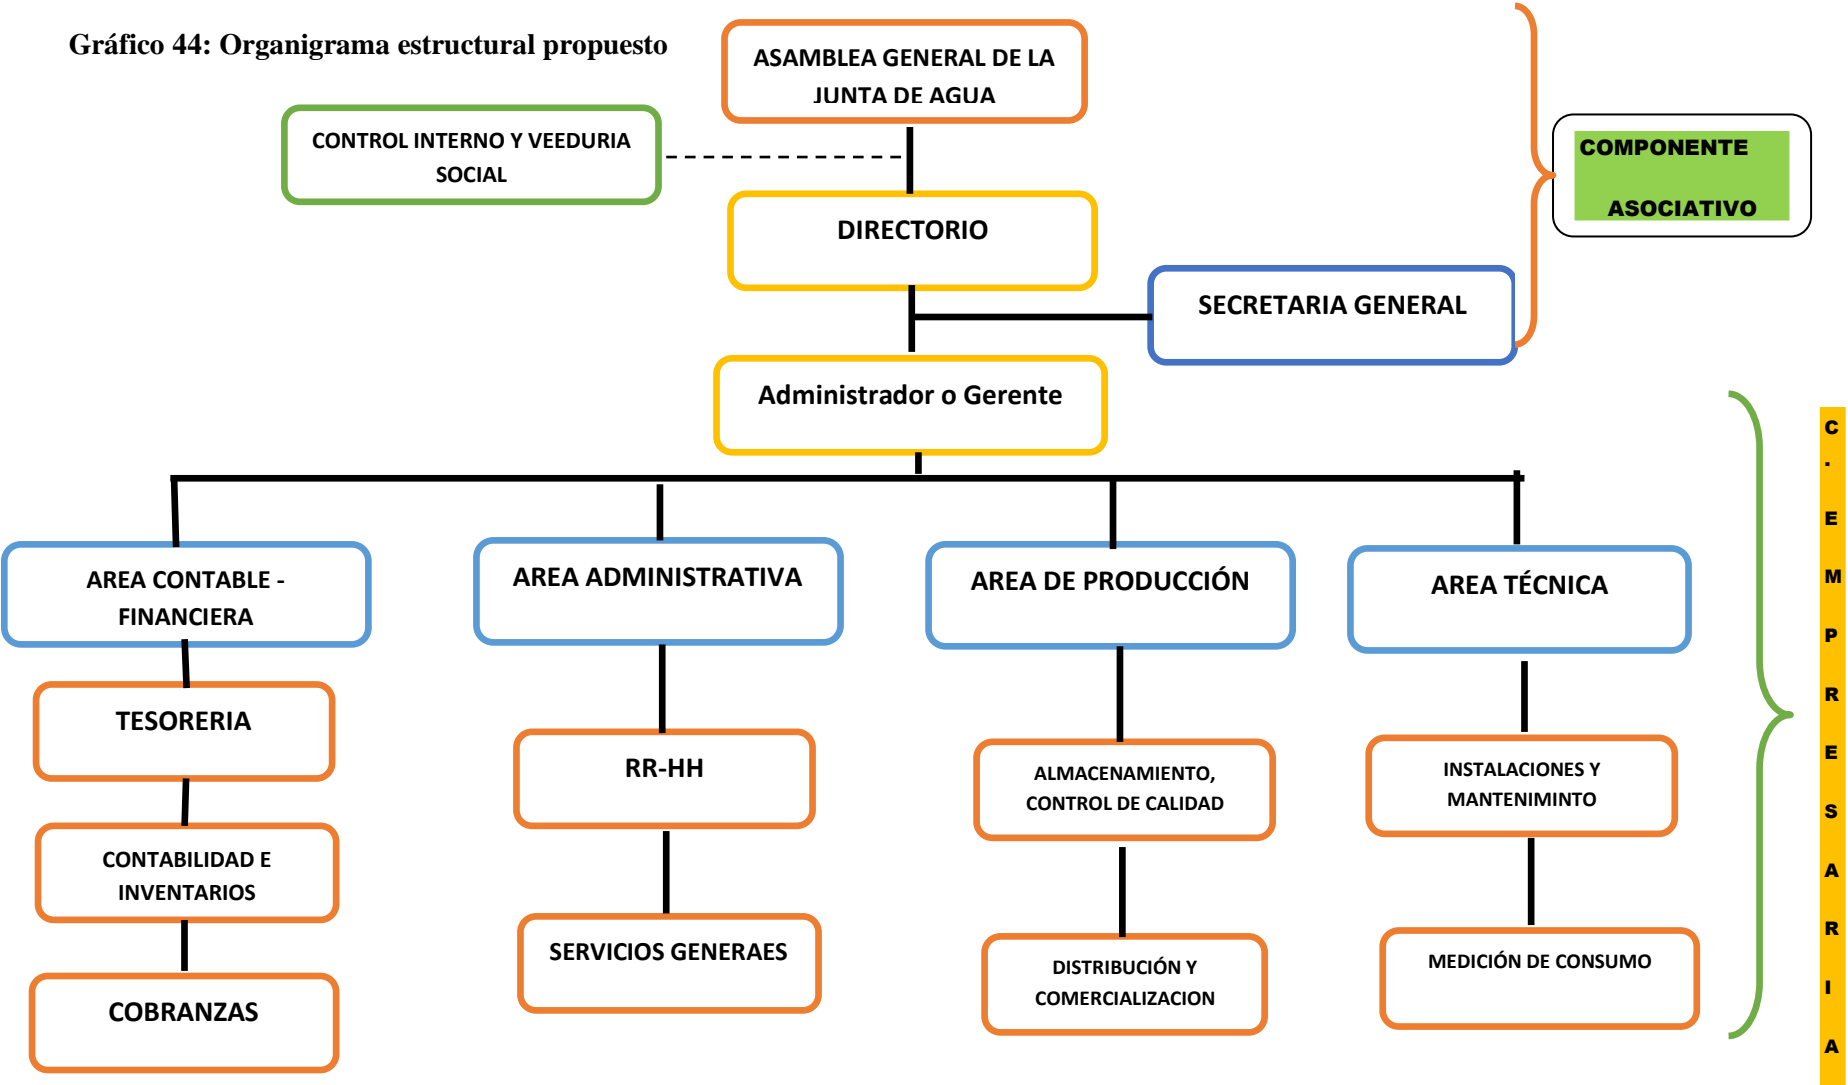 Gráfico 44: Organigrama estructural propuesto
ASAMBLEA GENERAL DE LA
JUNTA DE AGUA
CONTROL INTERNO Y VEEDURIA
SOCIAL
COMPONENTE
ASOCIATIVO
DIRECTORIO
SECRETARIA GENERAL
Administrador o Gerente
AREA CONTABLE -
FINANCIERA
AREA ADMINISTRATIVA
AREA DE PRODUCCIÓN
AREA TÉCNICA
TESORERIA
RR-HH
ALMACENAMIENTO,
CONTROL DE CALIDAD
INSTALACIONES Y
MANTENIMINTO
CONTABILIDAD E
INVENTARIOS
SERVICIOS GENERAES
DISTRIBUCIÓN Y
COMERCIALIZACION
MEDICIÓN DE CONSUMO
COBRANZAS
C
.
E
M
P
R
E
S
A
R
I
A